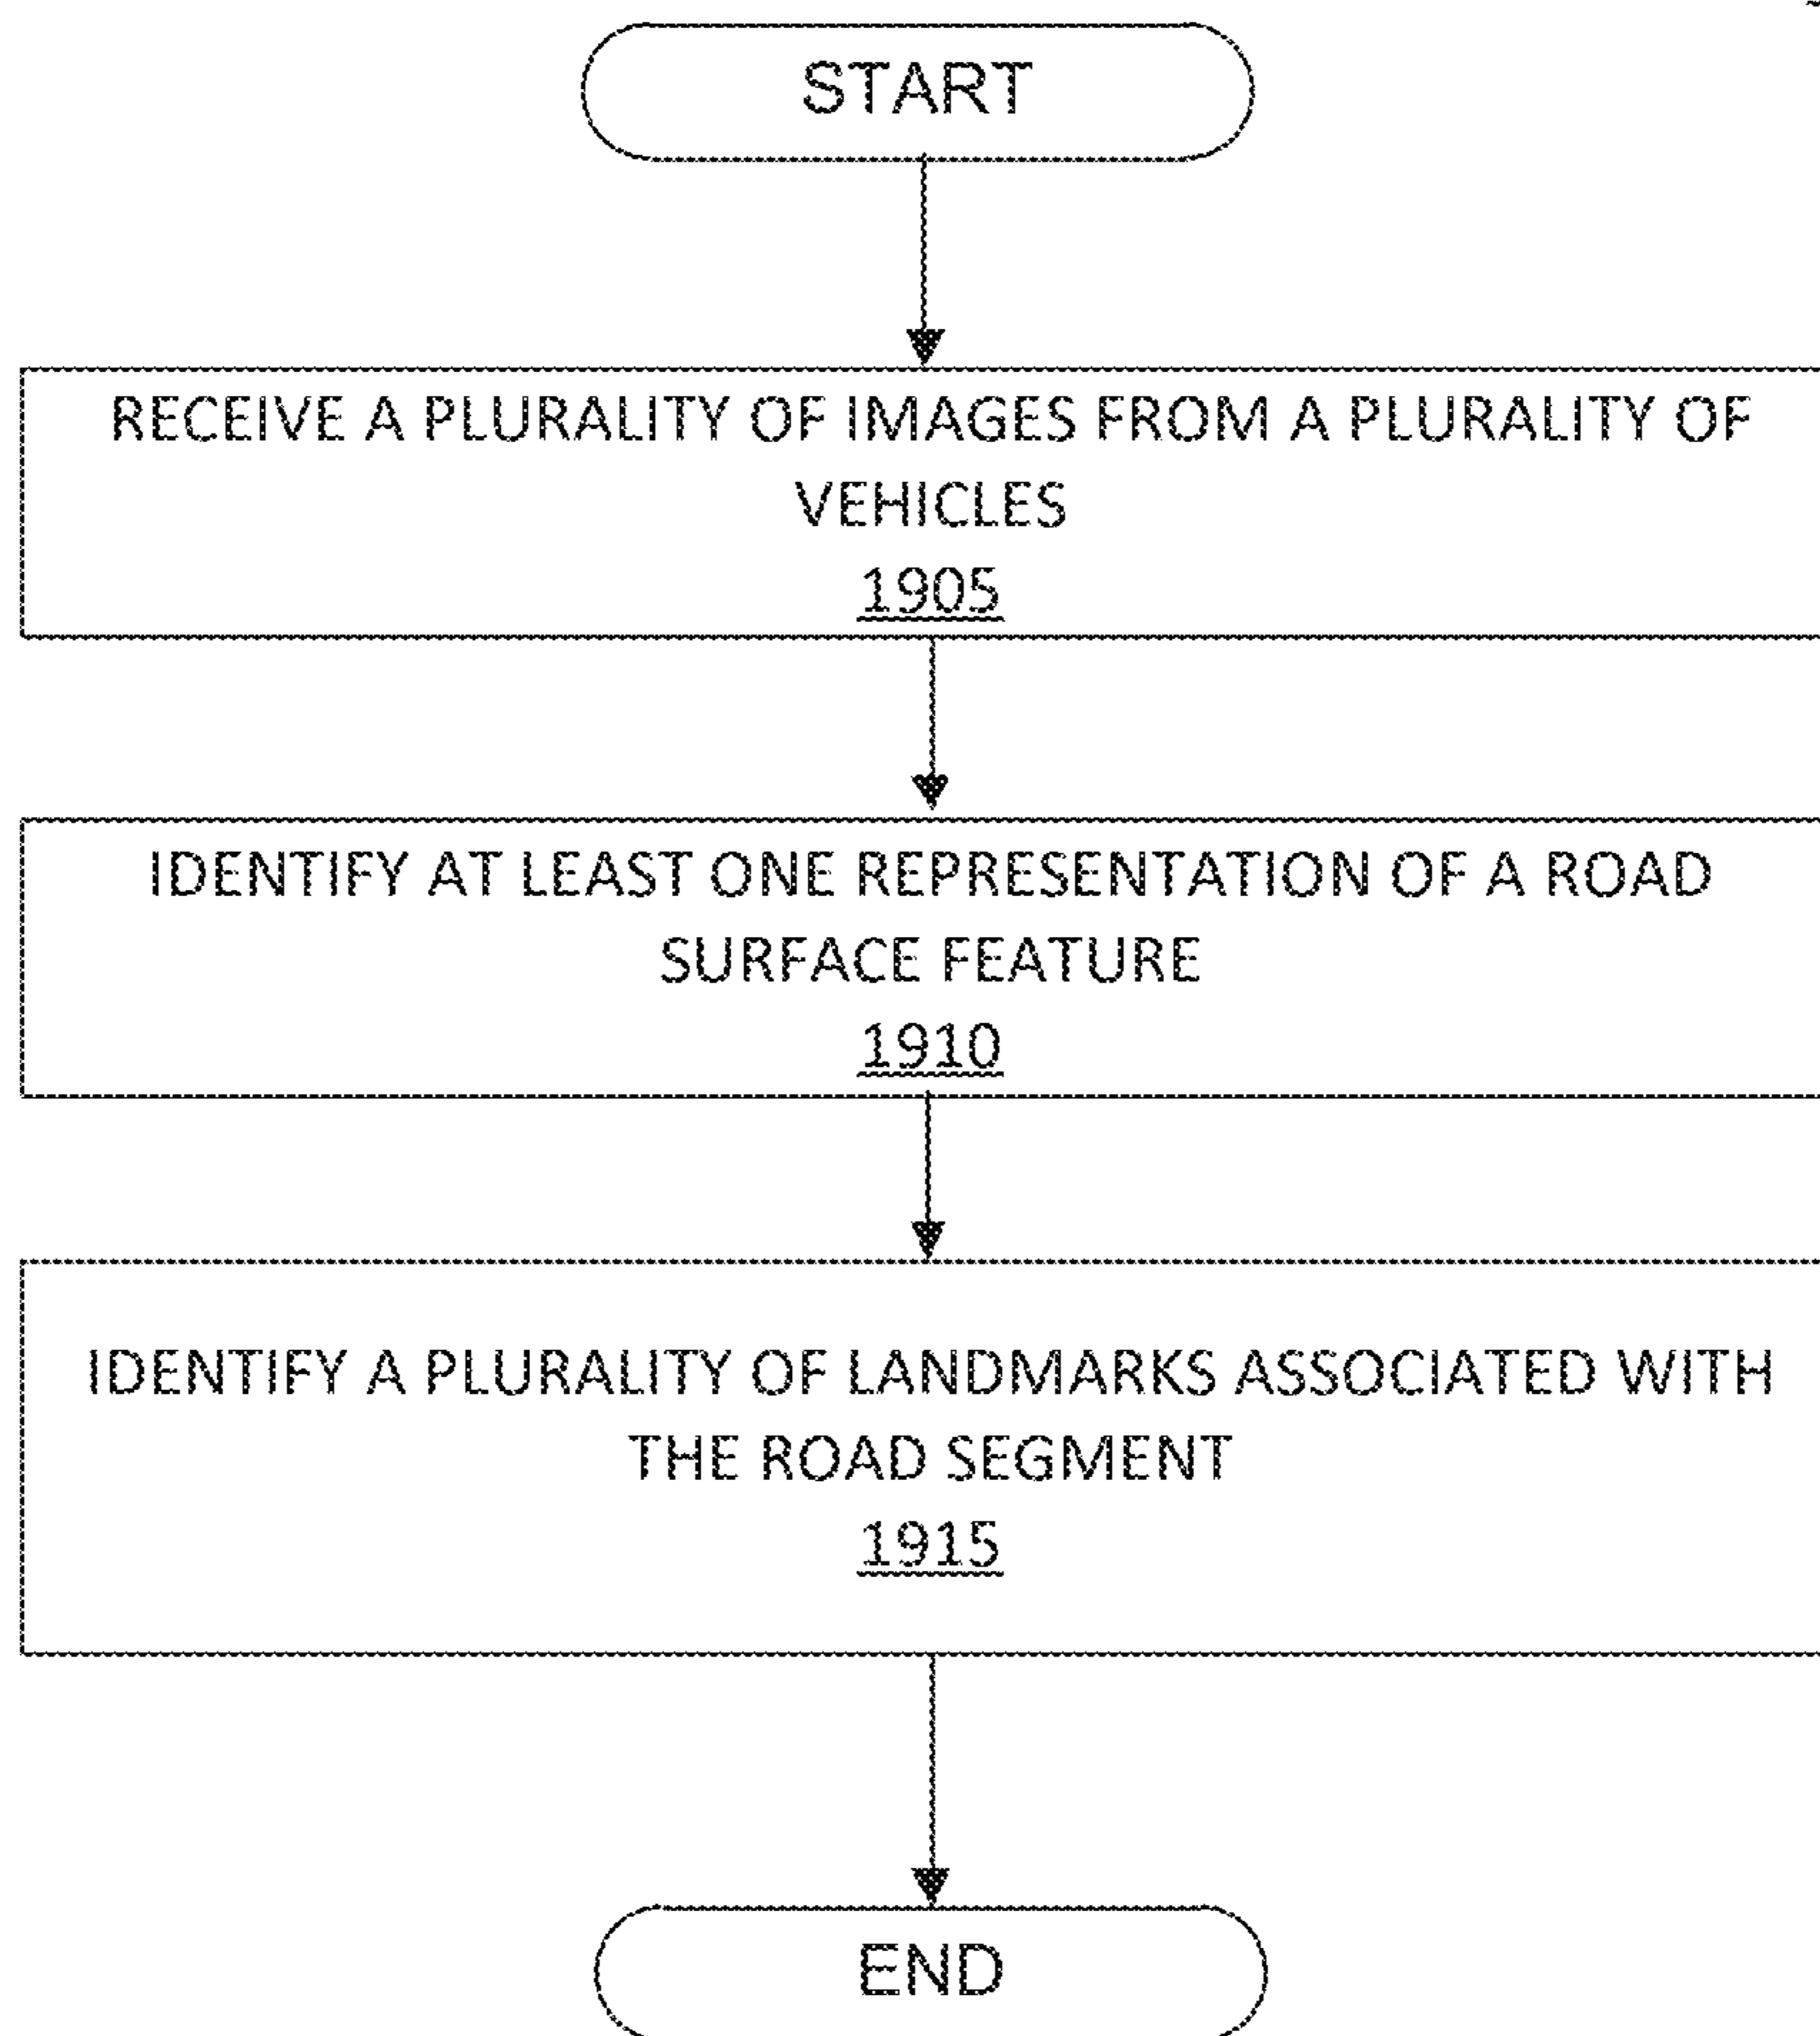 START
RECEIVE A PLURALITY OF IMAGES FROM A PLURALITY OF
VEHICLES
1905
IDENTIFY AT LEAST ONE REPRESENTATION OF A ROAD
SURFACE FEATURE
1910
IDENTIFY A PLURALITY OF LANDMARKS ASSOCIATED WITH
THE ROAD SEGMENT
1915
END